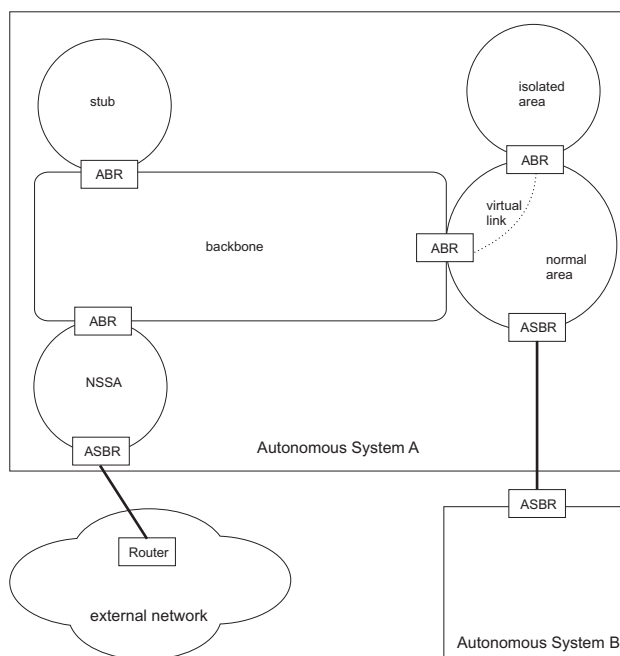 stub
isolated
area
ABR
ABR
virtual
link
backbone
ABR
normal
area
ABR
ASBR
NSSA
ASBR
Autonomous System A
ASBR
Router
external network
Autonomous System B